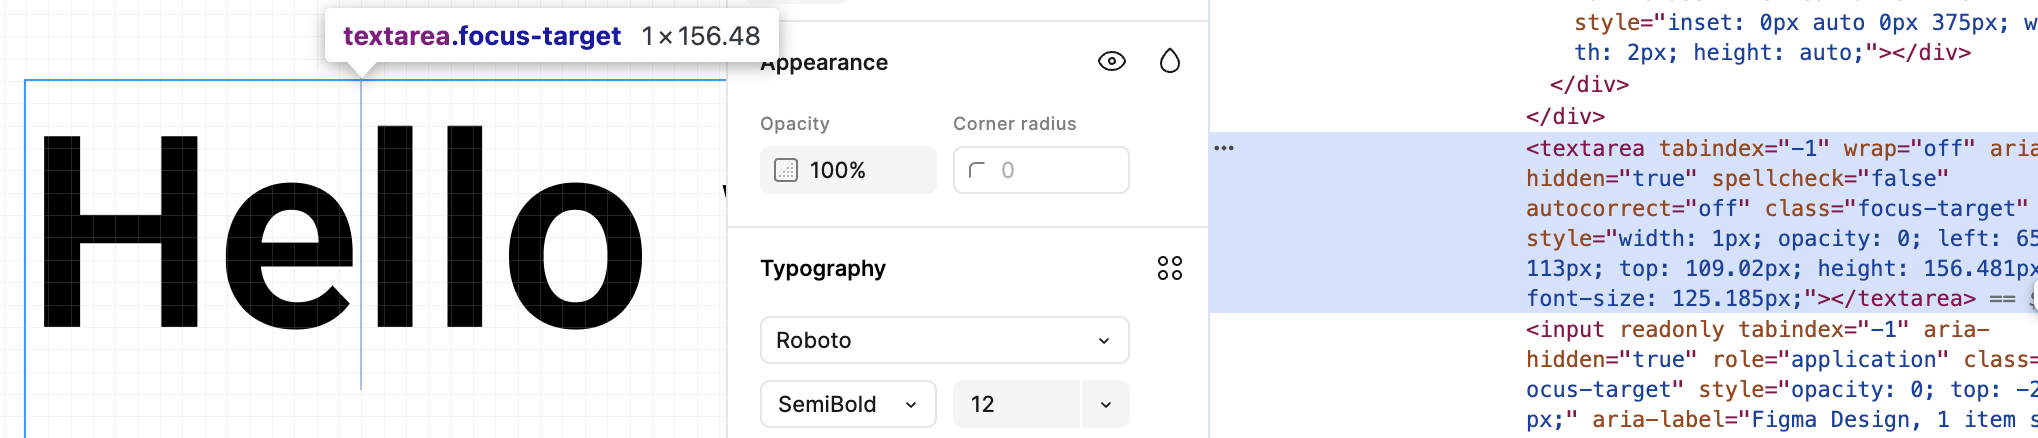 textarea.focus-target 1×156.48
Hello
Appearance
Opacity
Corner radius
100%
0
Typography
Roboto
SemiBold
12
style="inset: 0px auto 0px 375px; w
th: 2px; height: auto;"></div>
</div>
</div>
<textarea tabindex="-1" wrap="off" aria
hidden="true" spellcheck="false"
autocorrect="off" class="focus-target"
style="width: 1px; opacity: 0; left: 65
113px; top: 109.02px; height: 156.481px
font-size: 125.185px;"></textarea> ==
<input readonly tabindex="-1" aria-
hidden="true" role="application" class=
ocus-target" style="opacity: 0; top: -2
px;" aria-label="Figma Design, 1 item s